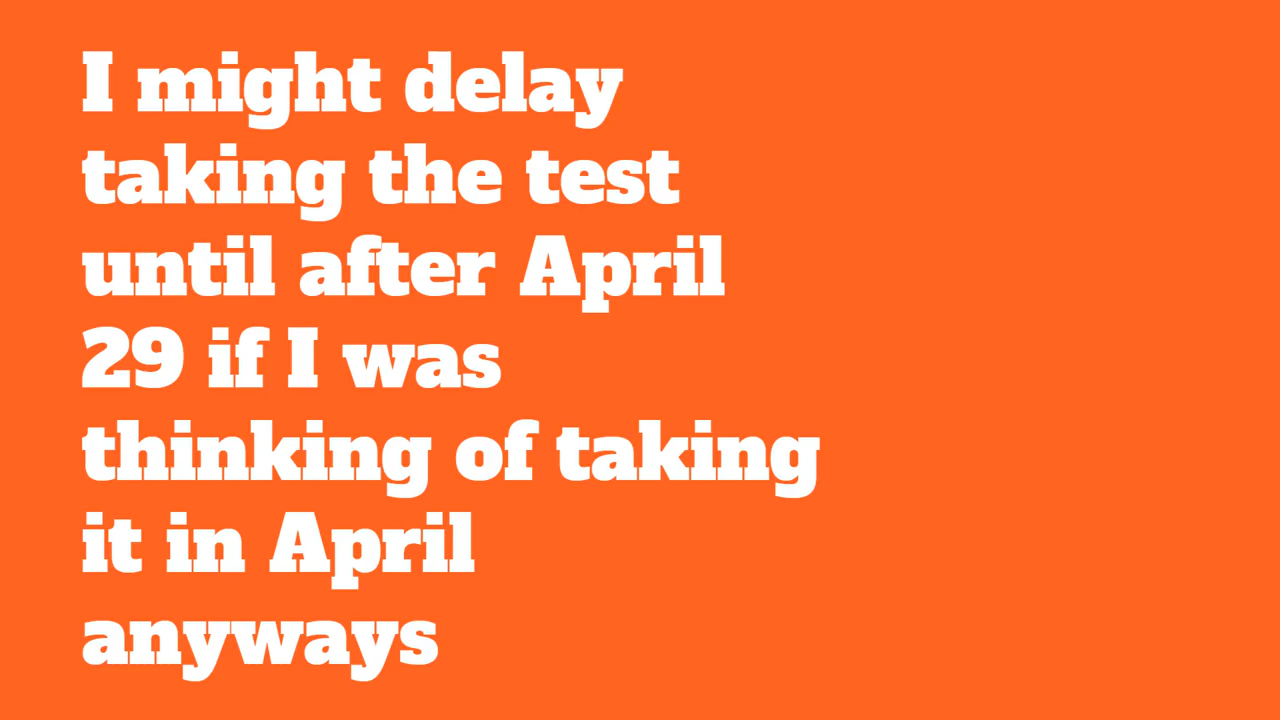 I might delay
taking the test
until after April
29 if I was
thinking of taking
it in April
anyways